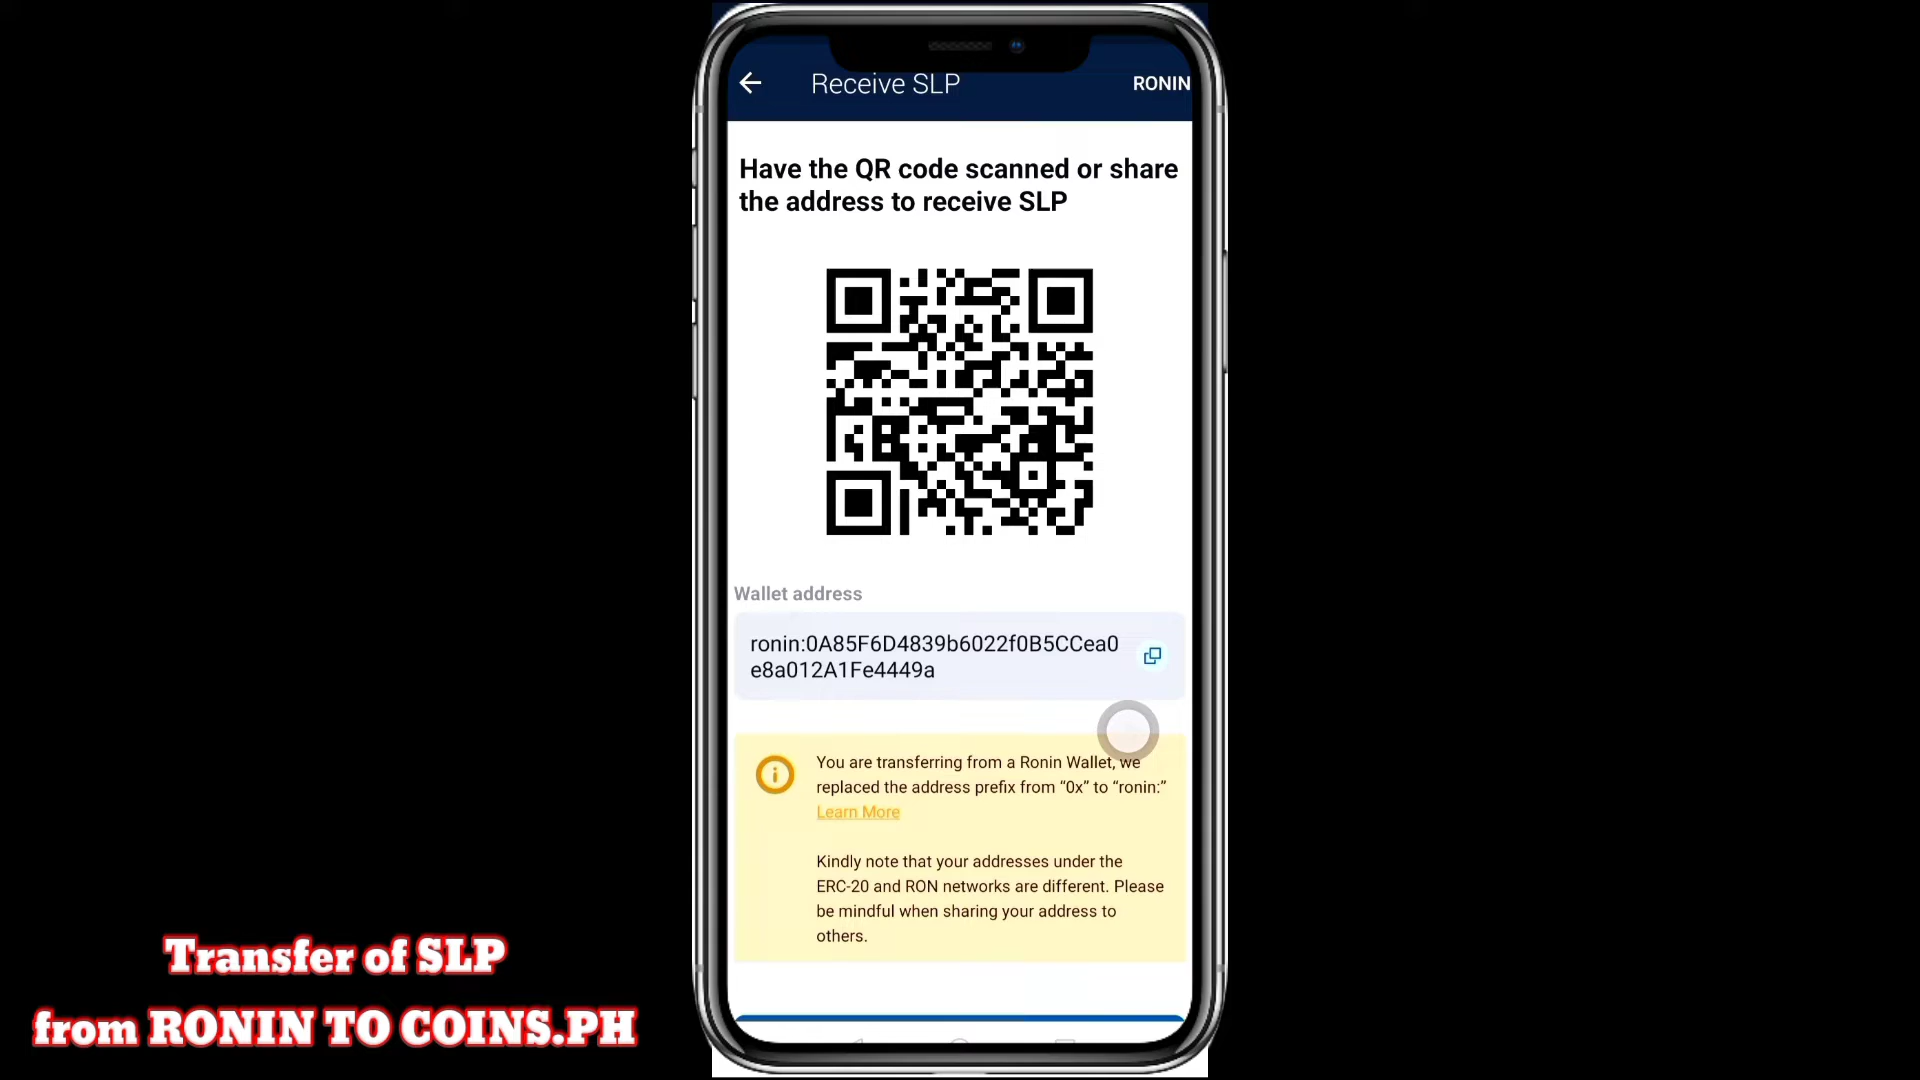 Receive SLP
RONIN
Have the QR code scanned or share
the address to receive SLP
Wallet address
ronin:0A85F6D4839b6022f0B5CCea0
e8a012A1Fe4449a
You are transferring from a Ronin Wallet, we
replaced the address prefix from “0x” to “ronin:”
Learn More
Kindly note that your addresses under the
ERC-20 and RON networks are different. Please
be mindful when sharing your address to
others.
Transfer of SLP
from RONIN TO COINS.PH